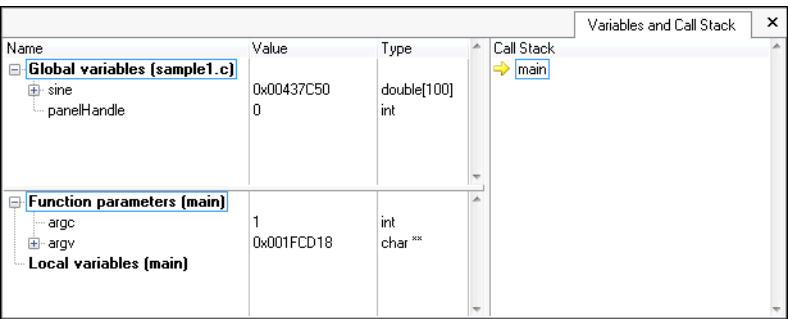 Variables and Call Stack
Name Value Type Call Stack
Global variables (sample1.c) main
sine 0x00437C50 double[100]
panelHandle 0 int
Function parameters (main)
argc 1 int
argv 0x001FCD18 char **
Local variables (main)